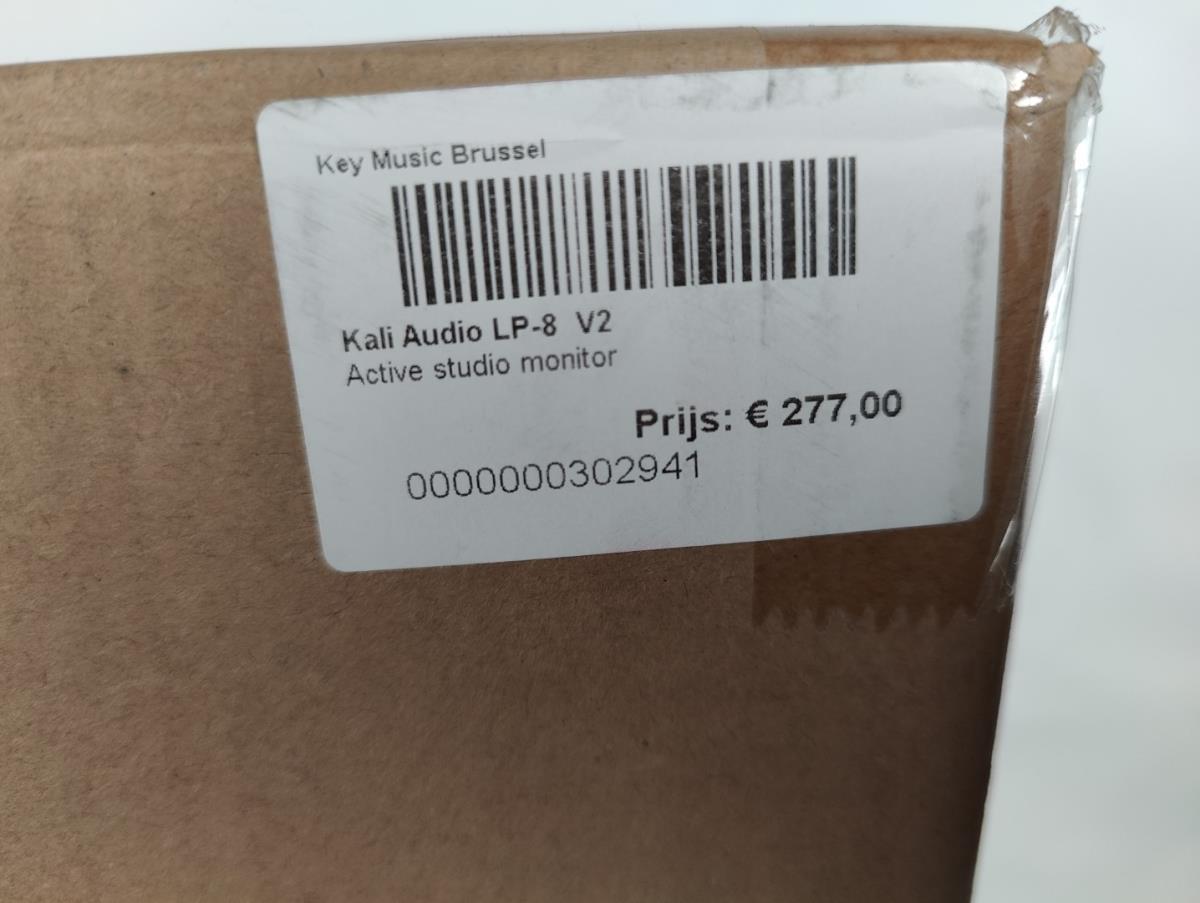 Key Music Brussel
Kali Audio LP-8 V2
Active studio monitor
Prijs: € 277,00
0000000302941